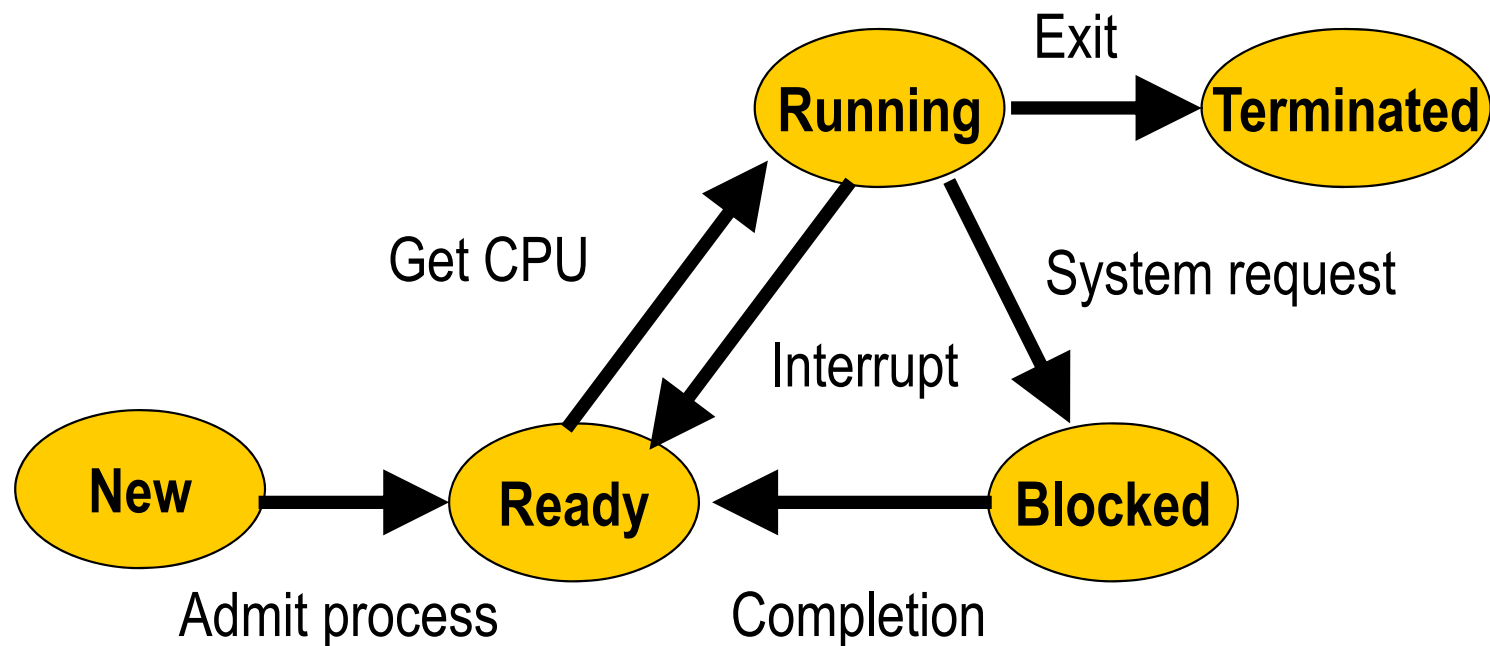 Exit
Running
Terminated
Get CPU
System request
Interrupt
New
Ready
Blocked
Admit process
Completion